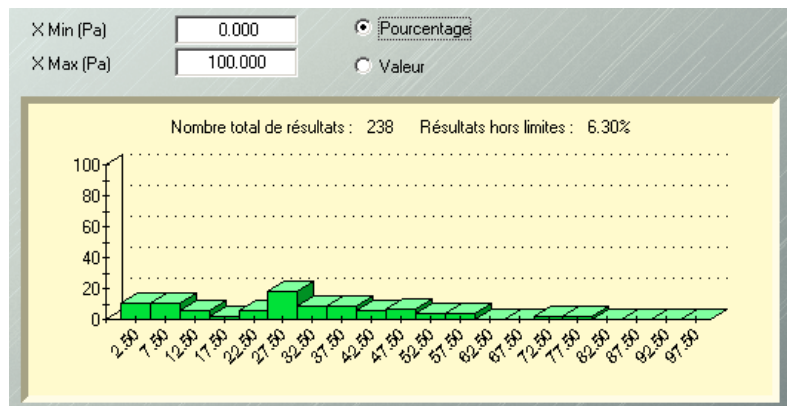 X Min (Pa) 0.000 Pourcentage
X Max (Pa) 100.000 Valeur
Nombre total de résultats : 238 Résultats hors limites : 6.30%
100
80
60
40
20
0
2.50 7.50 12.50 17.50 22.50 27.50 32.50 37.50 42.50 47.50 52.50 57.50 62.50 67.50 72.50 77.50 82.50 87.50 92.50 97.50